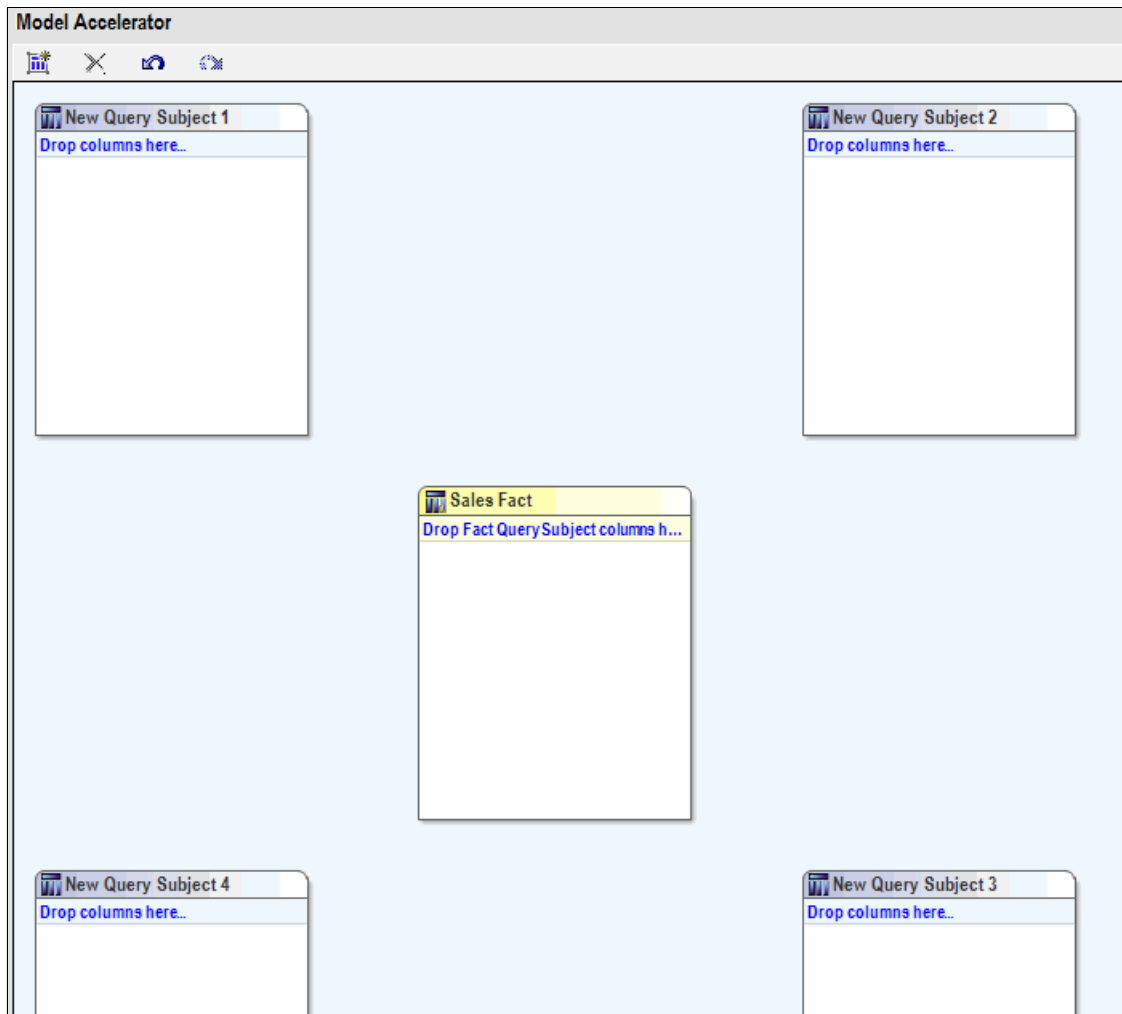 Model Accelerator
New Query Subject 1
Drop columns here...
New Query Subject 2
Drop columns here...
Sales Fact
Drop Fact Query Subject columns h...
New Query Subject 4
Drop columns here...
New Query Subject 3
Drop columns here...